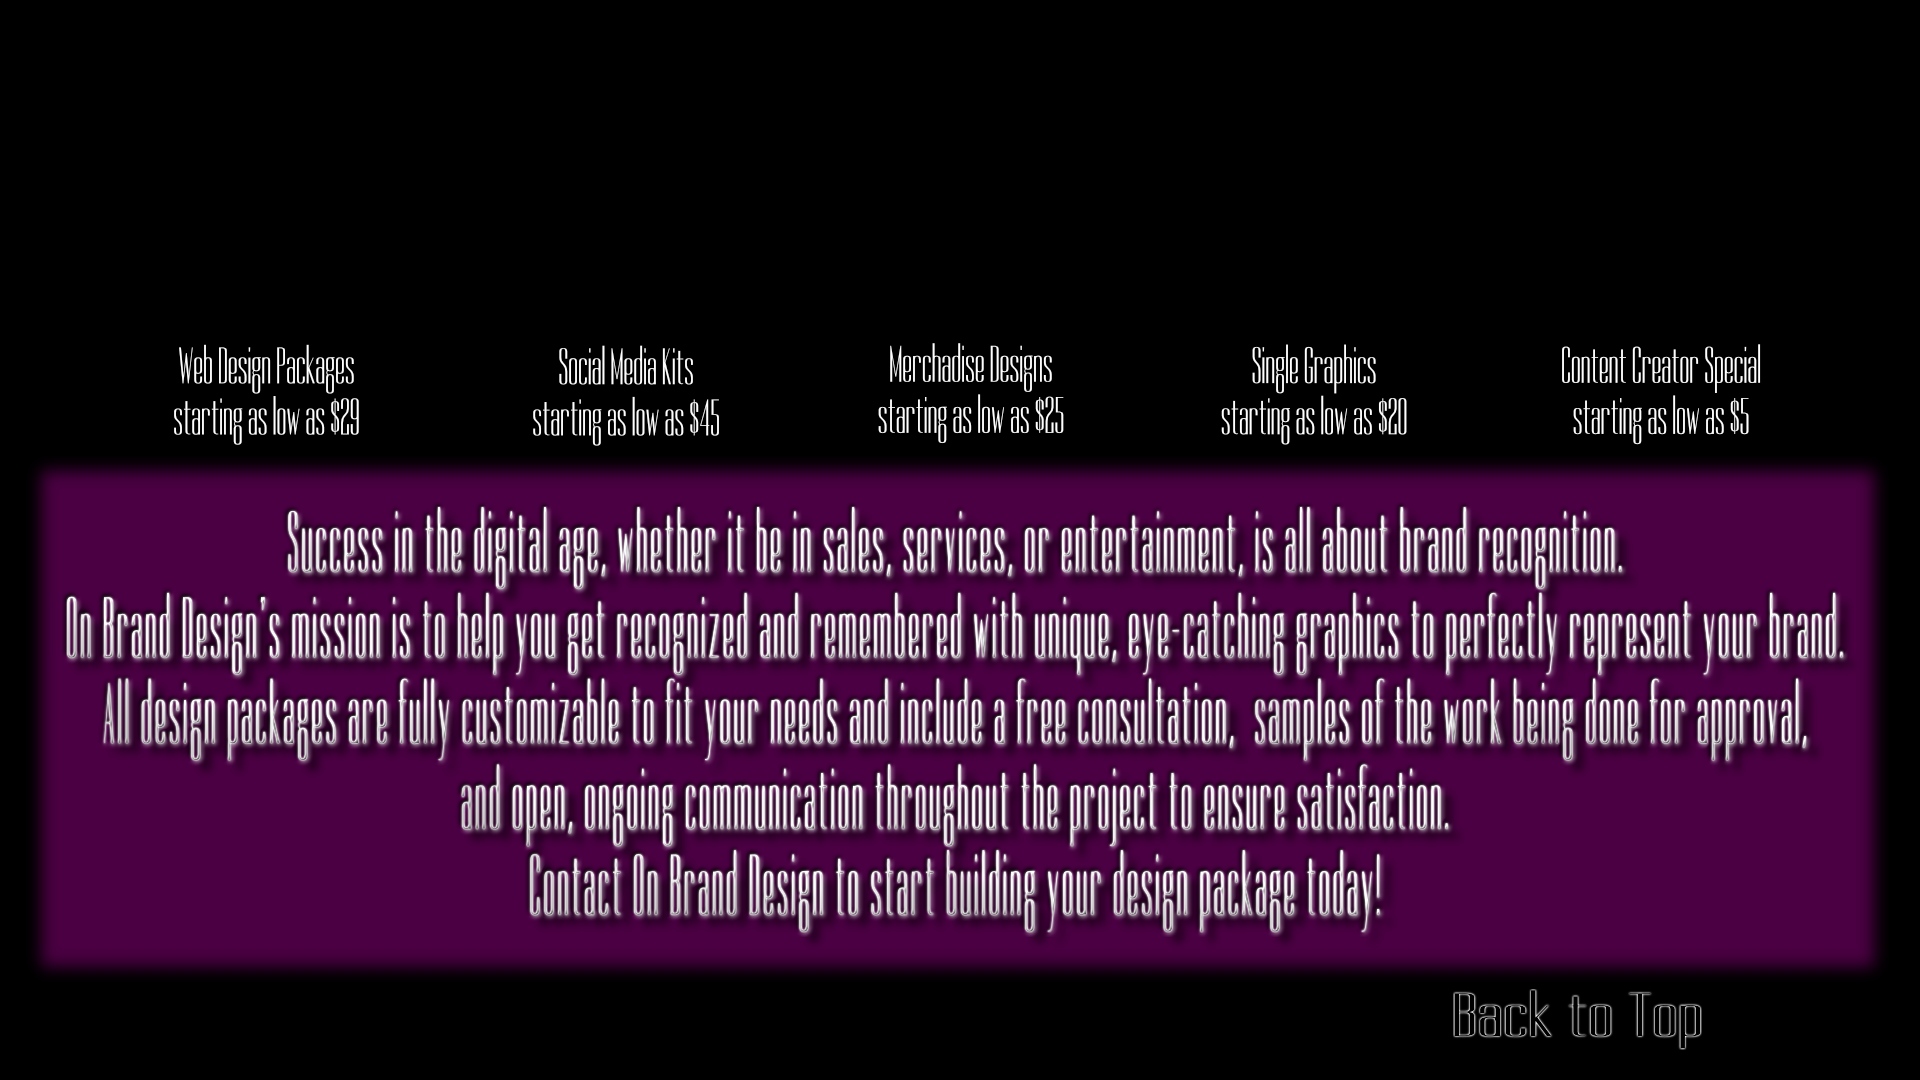 Web Design Packages
starting as low as $29
Social Media Kits
starting as low as $45
Merchadise Designs
starting as low as $25
Single Graphics
starting as low as $20
Content Creator Special
starting as low as $5
Success in the digital age, whether it be in sales, services, or entertainment, is all about brand recognition.
On Brand Design's mission is to help you get recognized and remembered with unique, eye-catching graphics to perfectly represent your brand.
All design packages are fully customizable to fit your needs and include a free consultation,  samples of the work being done for approval,
and open, ongoing communication throughout the project to ensure satisfaction.
Contact On Brand Design to start building your design package today!
Back to Top